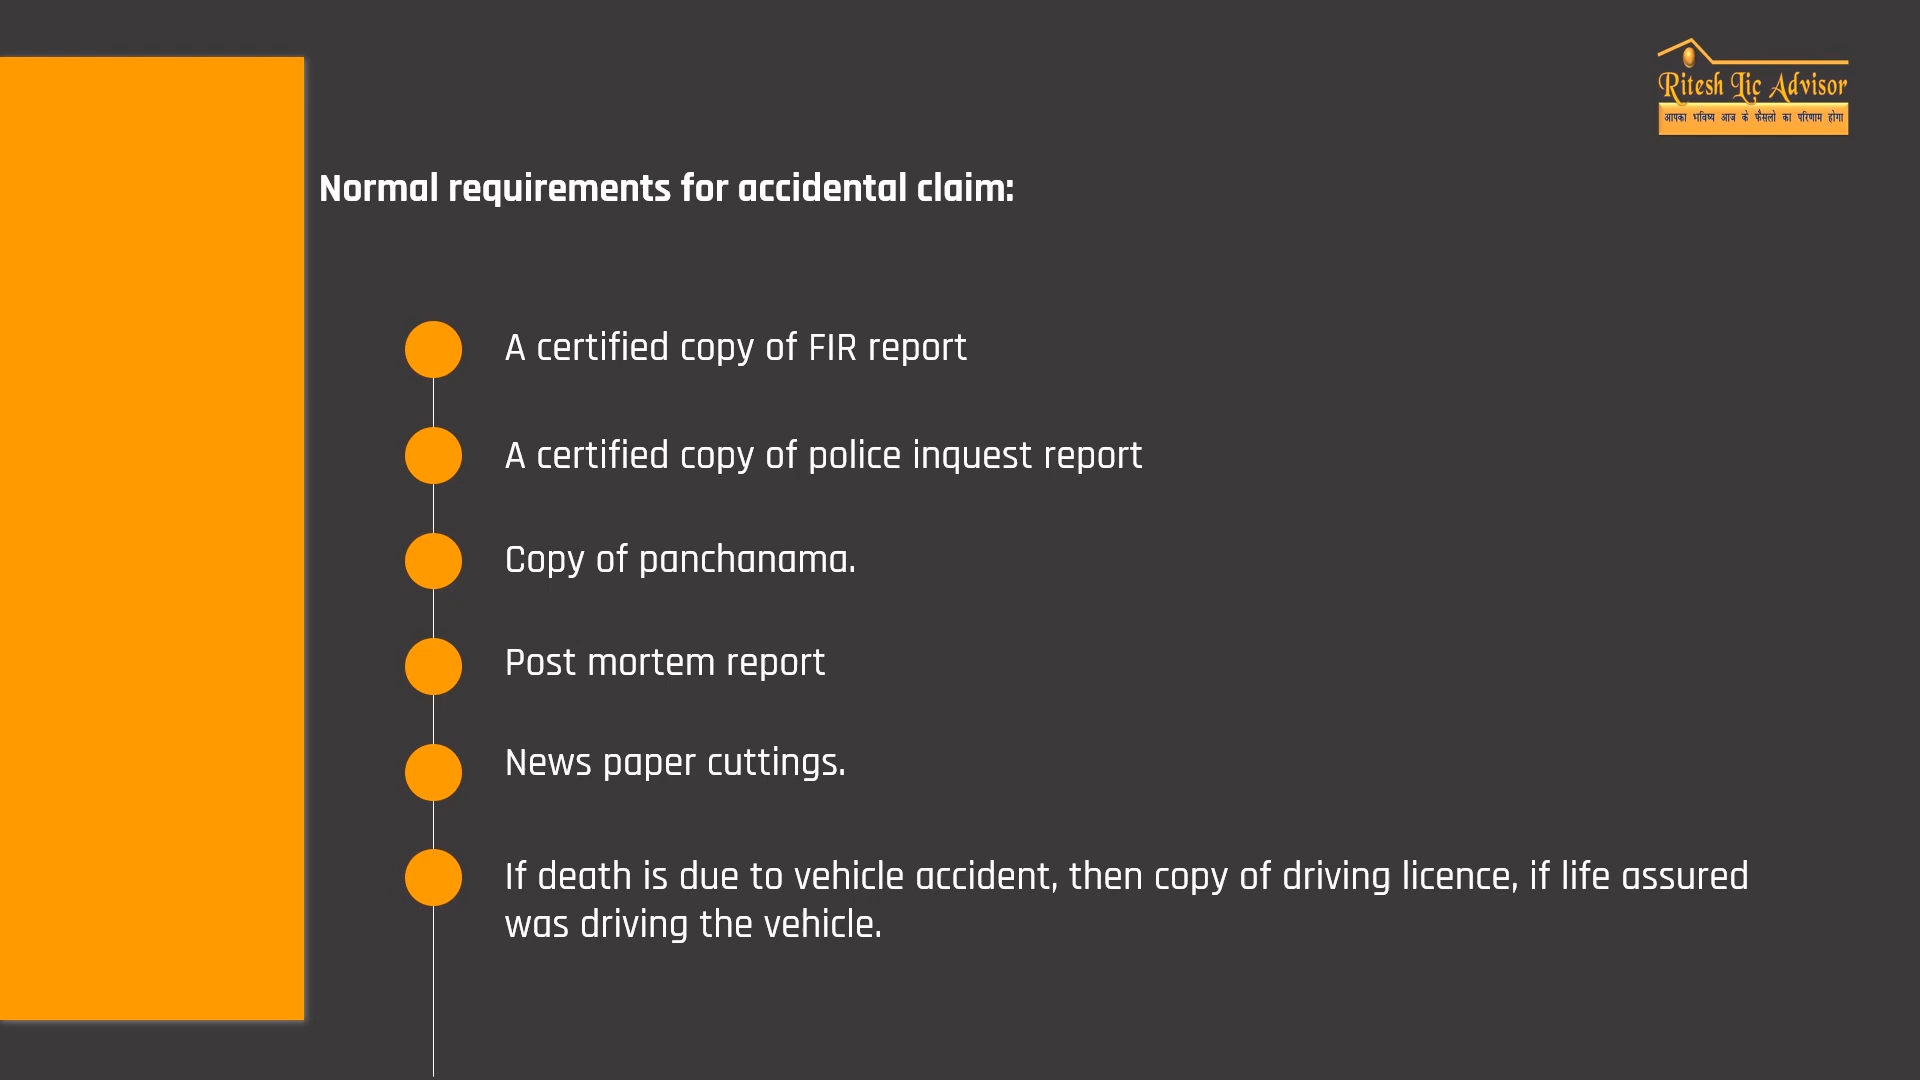 Ritesh Lic Advisor
आपका भविष्य आज के फैसलो का परिणाम होगा
Normal requirements for accidental claim:
A certified copy of FIR report
A certified copy of police inquest report
Copy of panchanama.
Post mortem report
News paper cuttings.
If death is due to vehicle accident, then copy of driving licence, if life assured
was driving the vehicle.